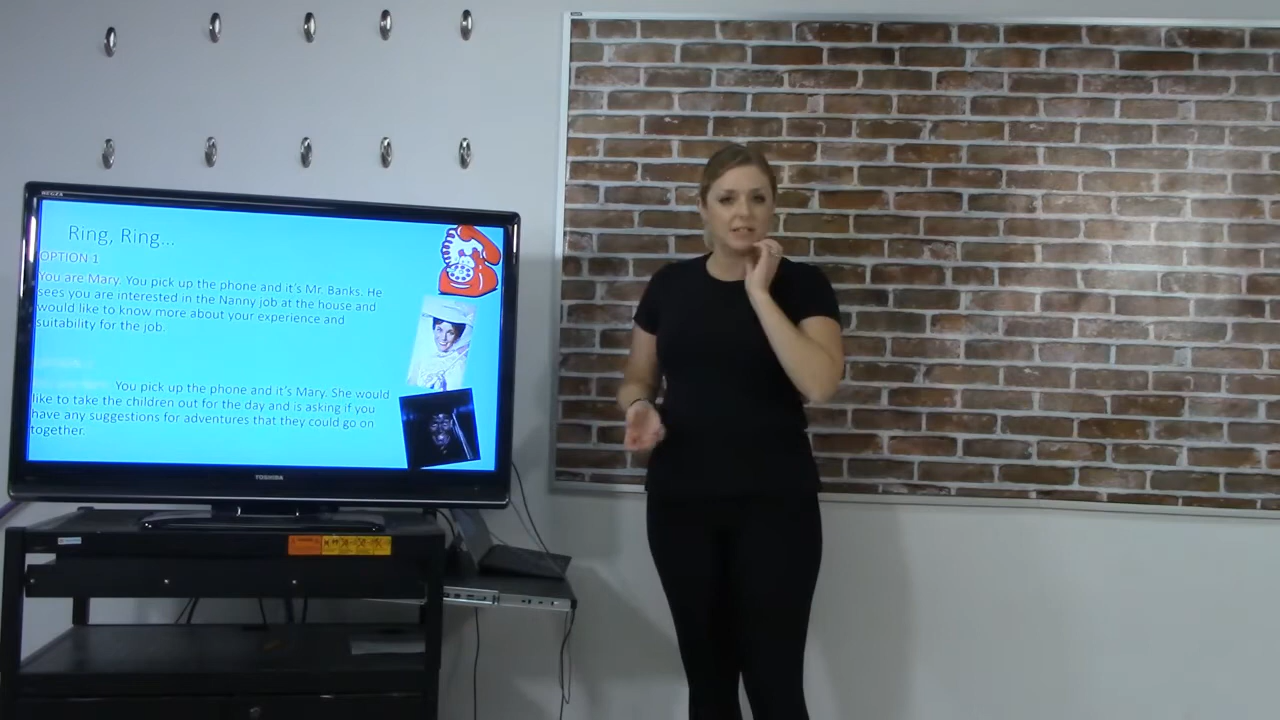 REGZA
Ring, Ring...
OPTION 1
You are Mary. You pick up the phone and it's Mr. Banks. He
sees you are interested in the Nanny job at the house and
would like to know more about your experience and
suitability for the job.
You pick up the phone and it's Mary. She would
like to take the children out for the day and is asking if you
have any suggestions for adventures that they could go on
together.
TOSHIBA